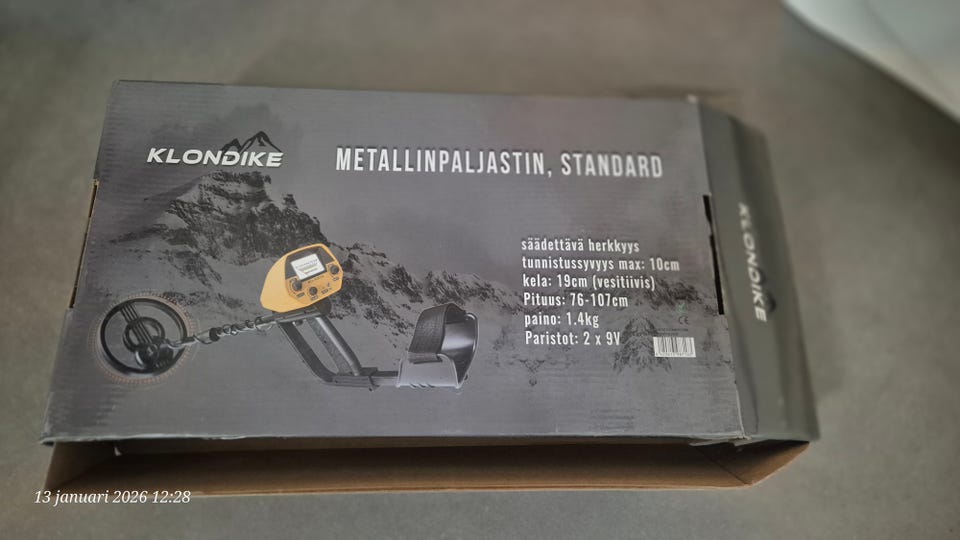 KLONDIKE
METALLINPALJASTIN, STANDARD
säädettävä herkkyys
tunnistussyvyys max: 10cm
kela: 19cm (vesitiivis)
Pituus: 76-107cm
paino: 1.4kg
Paristot: 2 x 9V
CE
KLONDIKE
13 januari 2026 12:28